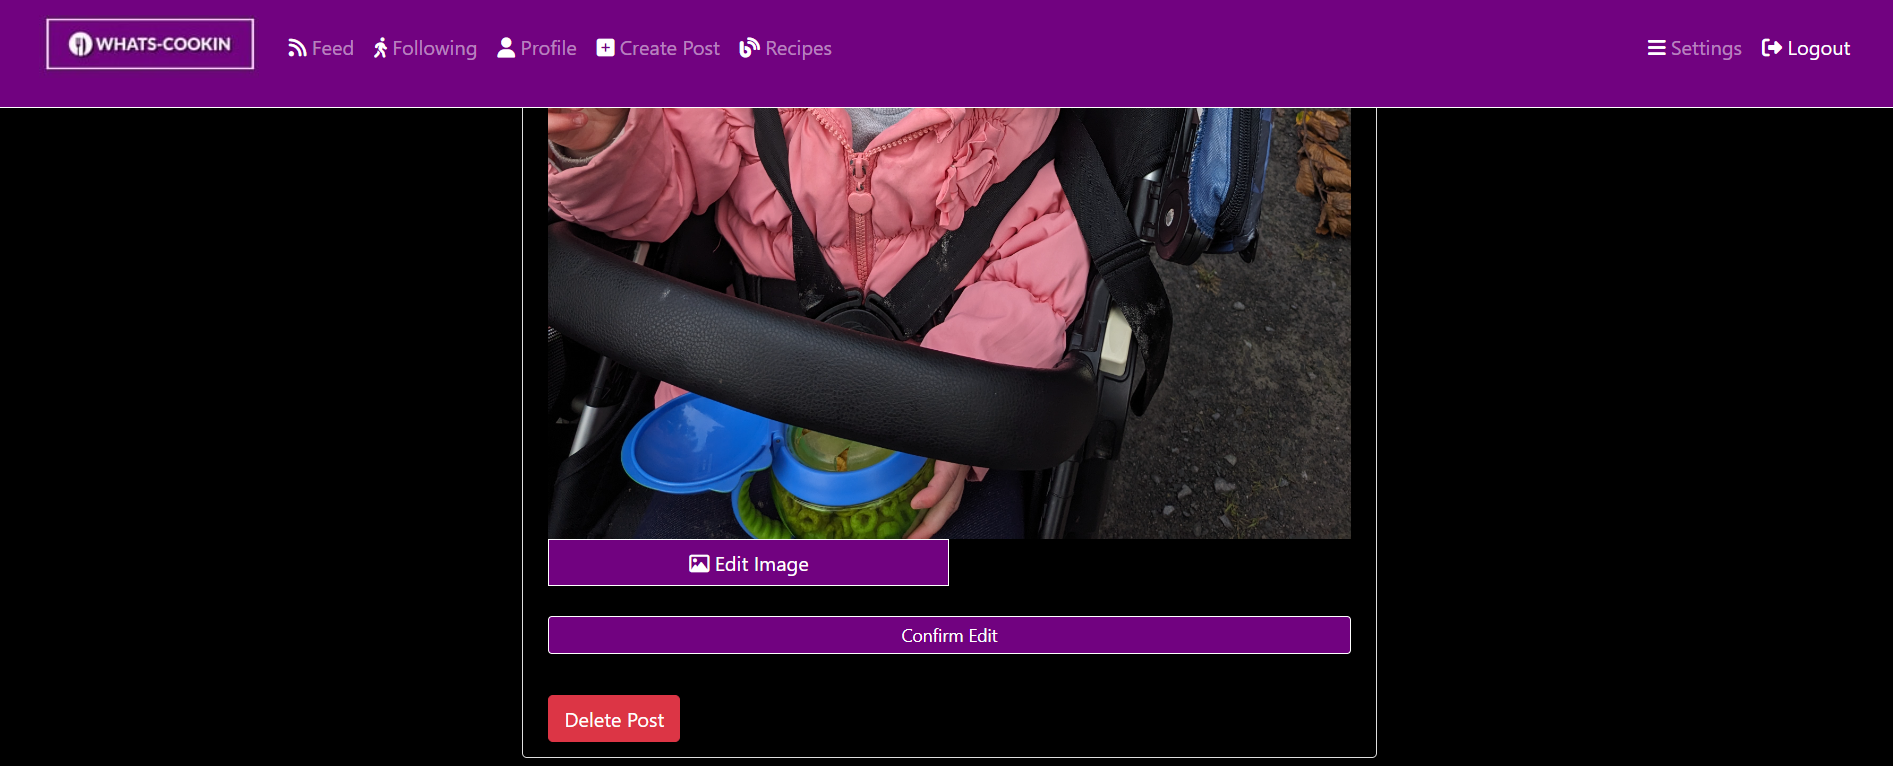 WHATS-COOKIN Feed Following Profile Create Post Recipes Settings Logout
Edit Image
Confirm Edit
Delete Post